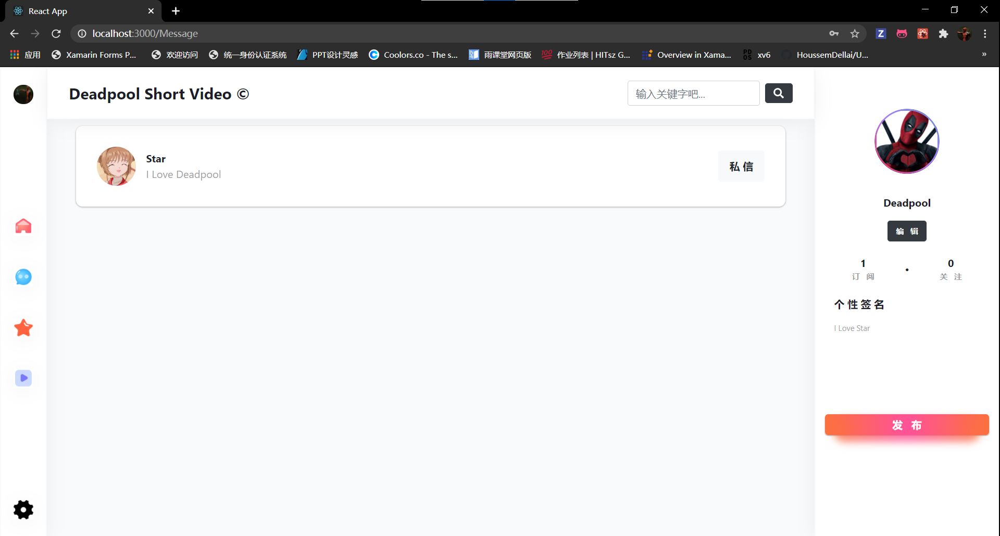 React App
localhost:3000/Message
应用
Xamarin Forms P...
欢迎访问
统一身份认证系统
PPT设计灵感
Coolors.co - The s...
雨课堂网页版
作业列表 | HITsz G...
Overview in Xama...
PD
OS
xv6
HoussemDellai/U...
»
Deadpool Short Video ©
输入关键字吧...
Star
I Love Deadpool
私 信
Deadpool
编 辑
1
订 阅
•
0
关 注
个 性 签 名
I Love Star
发 布